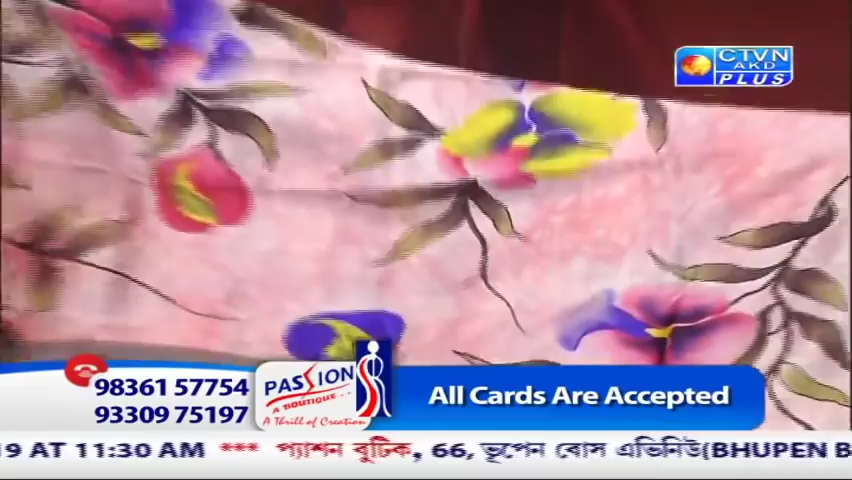 CTVN
AKD
PLUS
98361 57754
93309 75197
PASSION
A BOUTIQUE...
A Thrill of Creation
All Cards Are Accepted
19 AT 11:30 AM *** প্যাশন বুটিক, 66, ভূপেন বোস এভিনিউ(BHUPEN B